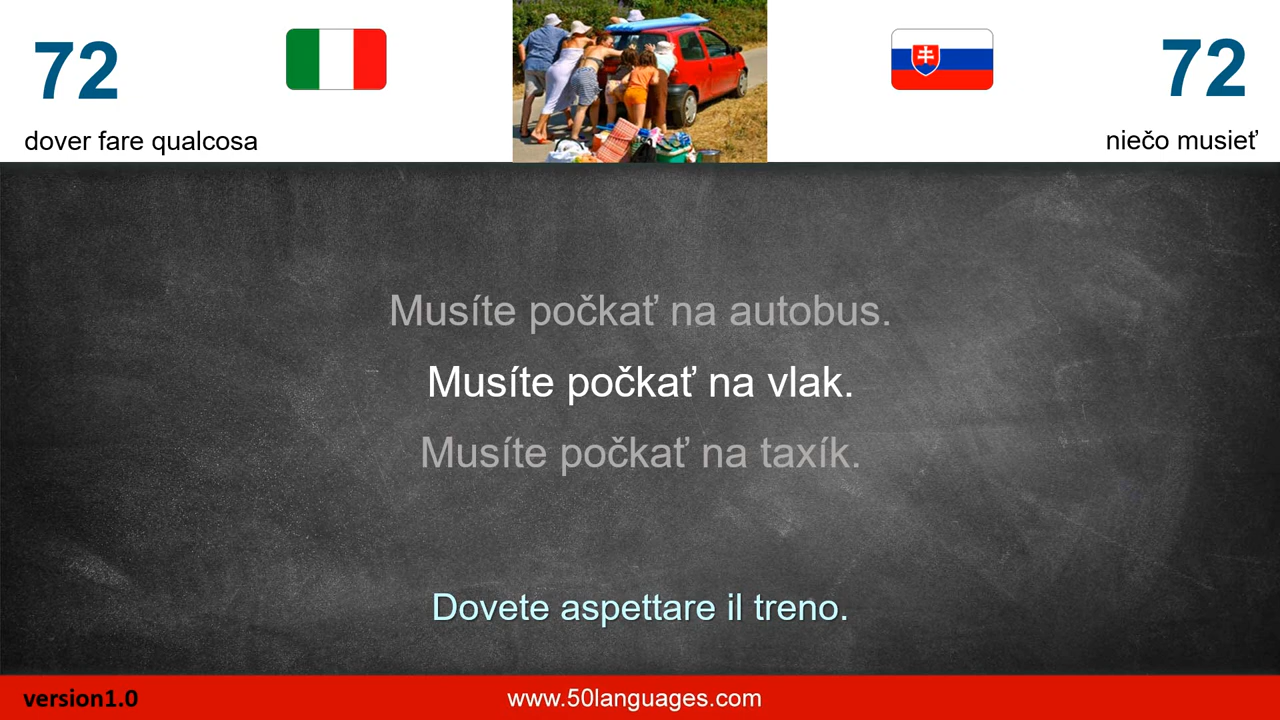 72
72
dover fare qualcosa
niečo musieť
Musíte počkať na autobus.
Musíte počkať na vlak.
Musíte počkať na taxík.
Dovete aspettare il treno.
version1.0
www.50languages.com